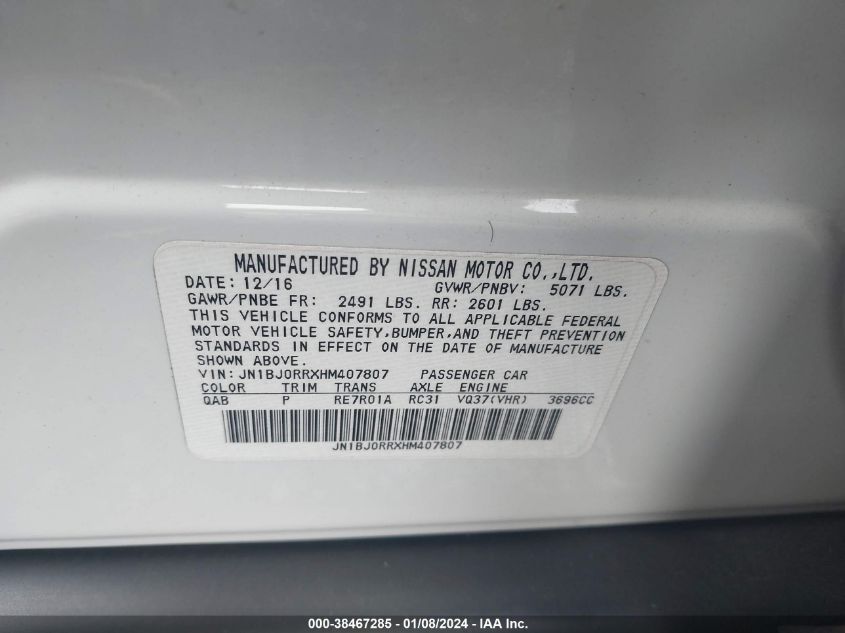 MANUFACTURED BY NISSAN MOTOR CO.,LTD.
DATE: 12/16 GVWR/PNBV: 5071 LBS.
GAWR/PNBE FR: 2491 LBS. RR: 2601 LBS.
THIS VEHICLE CONFORMS TO ALL APPLICABLE FEDERAL
MOTOR VEHICLE SAFETY,BUMPER,AND THEFT PREVENTION
STANDARDS IN EFFECT ON THE DATE OF MANUFACTURE
SHOWN ABOVE.
VIN: JN1BJ0RRXHM407807 PASSENGER CAR
COLOR TRIM TRANS AXLE ENGINE
QAB P RE7R01A RC31 VQ37(VHR) 3696CC
JN1BJ0RRXHM407807
000-38467285 - 01/08/2024 - IAA Inc.